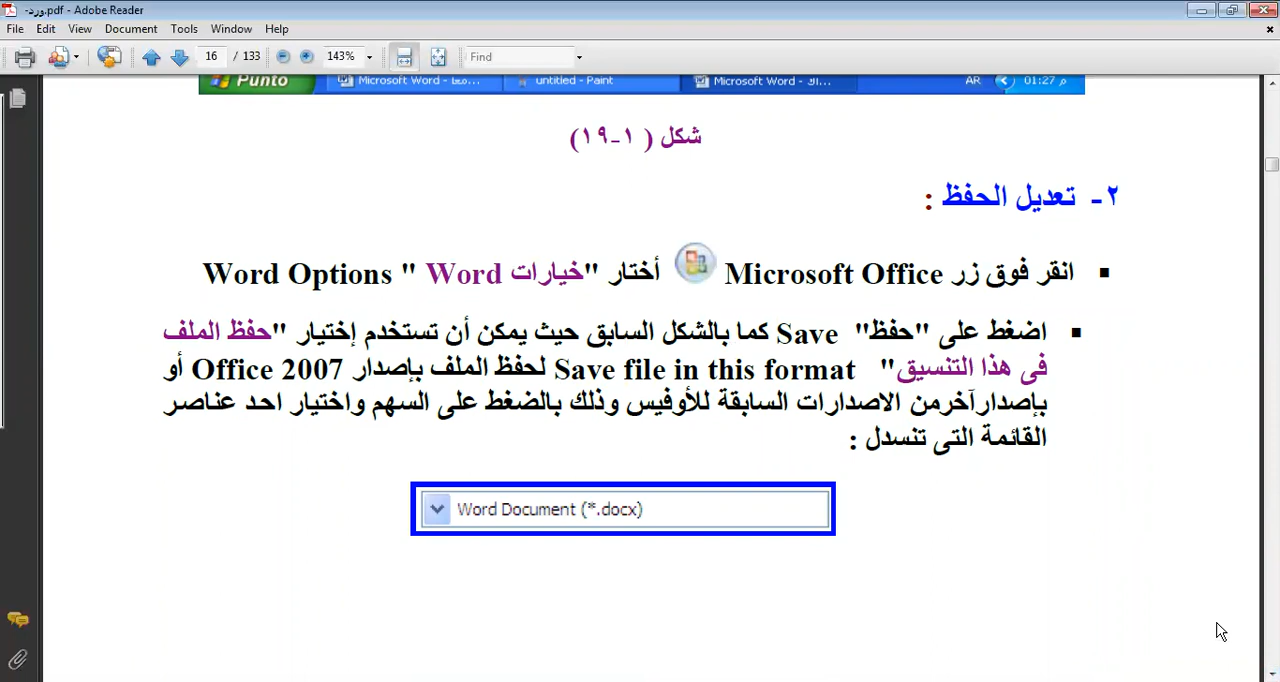 ورد-.pdf - Adobe Reader
File Edit View Document Tools Window Help
16 / 133 143% Find
Punto Microsoft Word - untitled - Paint Microsoft Word - AR 01:27 م
شكل ( ١-١٩)
٢- تعديل الحفظ :
انقر فوق زر Microsoft Office أختار "خيارات Word " Word Options
اضغط على "حفظ" Save كما بالشكل السابق حيث يمكن أن تستخدم إختيار "حفظ الملف
فى هذا التنسيق" Save file in this format لحفظ الملف بإصدار Office 2007 أو
بإصدارآخرمن الاصدارات السابقة للأوفيس وذلك بالضغط على السهم واختيار احد عناصر
القائمة التى تنسدل :
Word Document (*.docx)